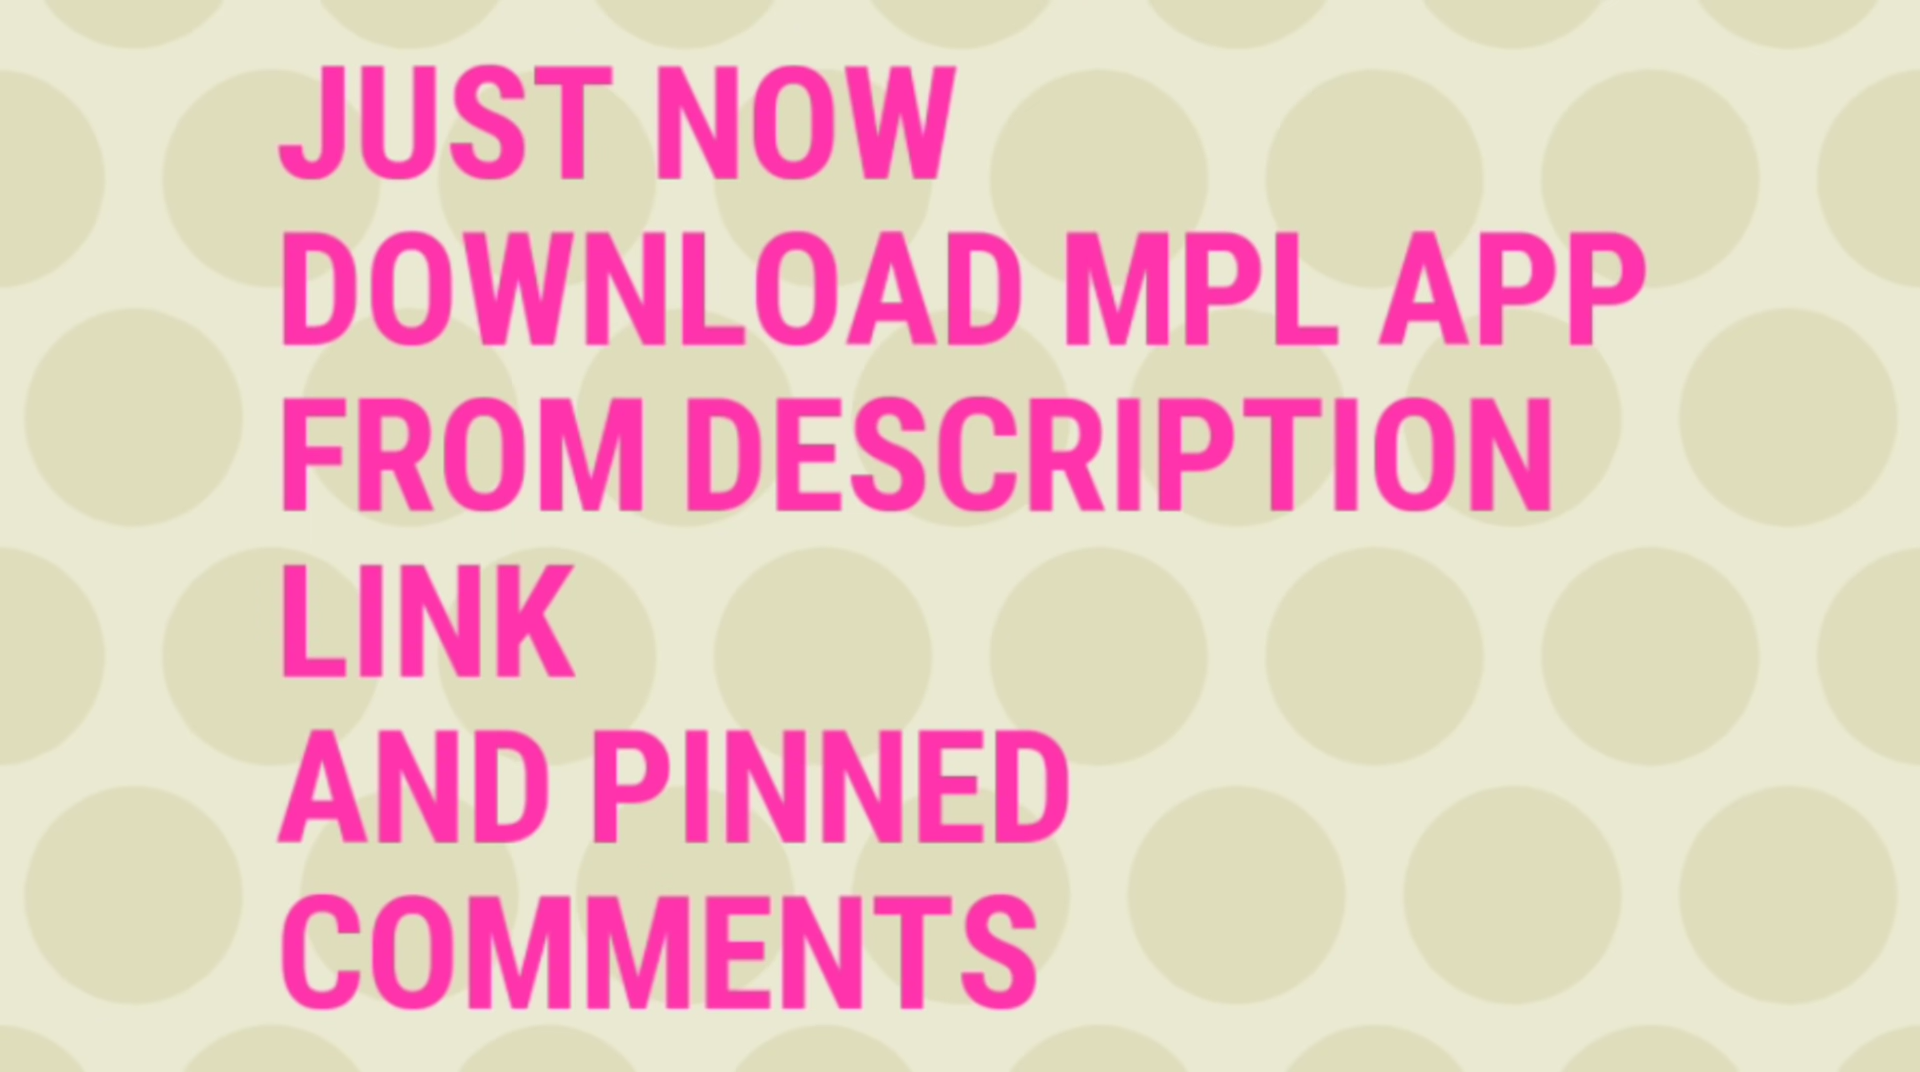 JUST NOW
DOWNLOAD MPL APP
FROM DESCRIPTION
LINK
AND PINNED
COMMENTS